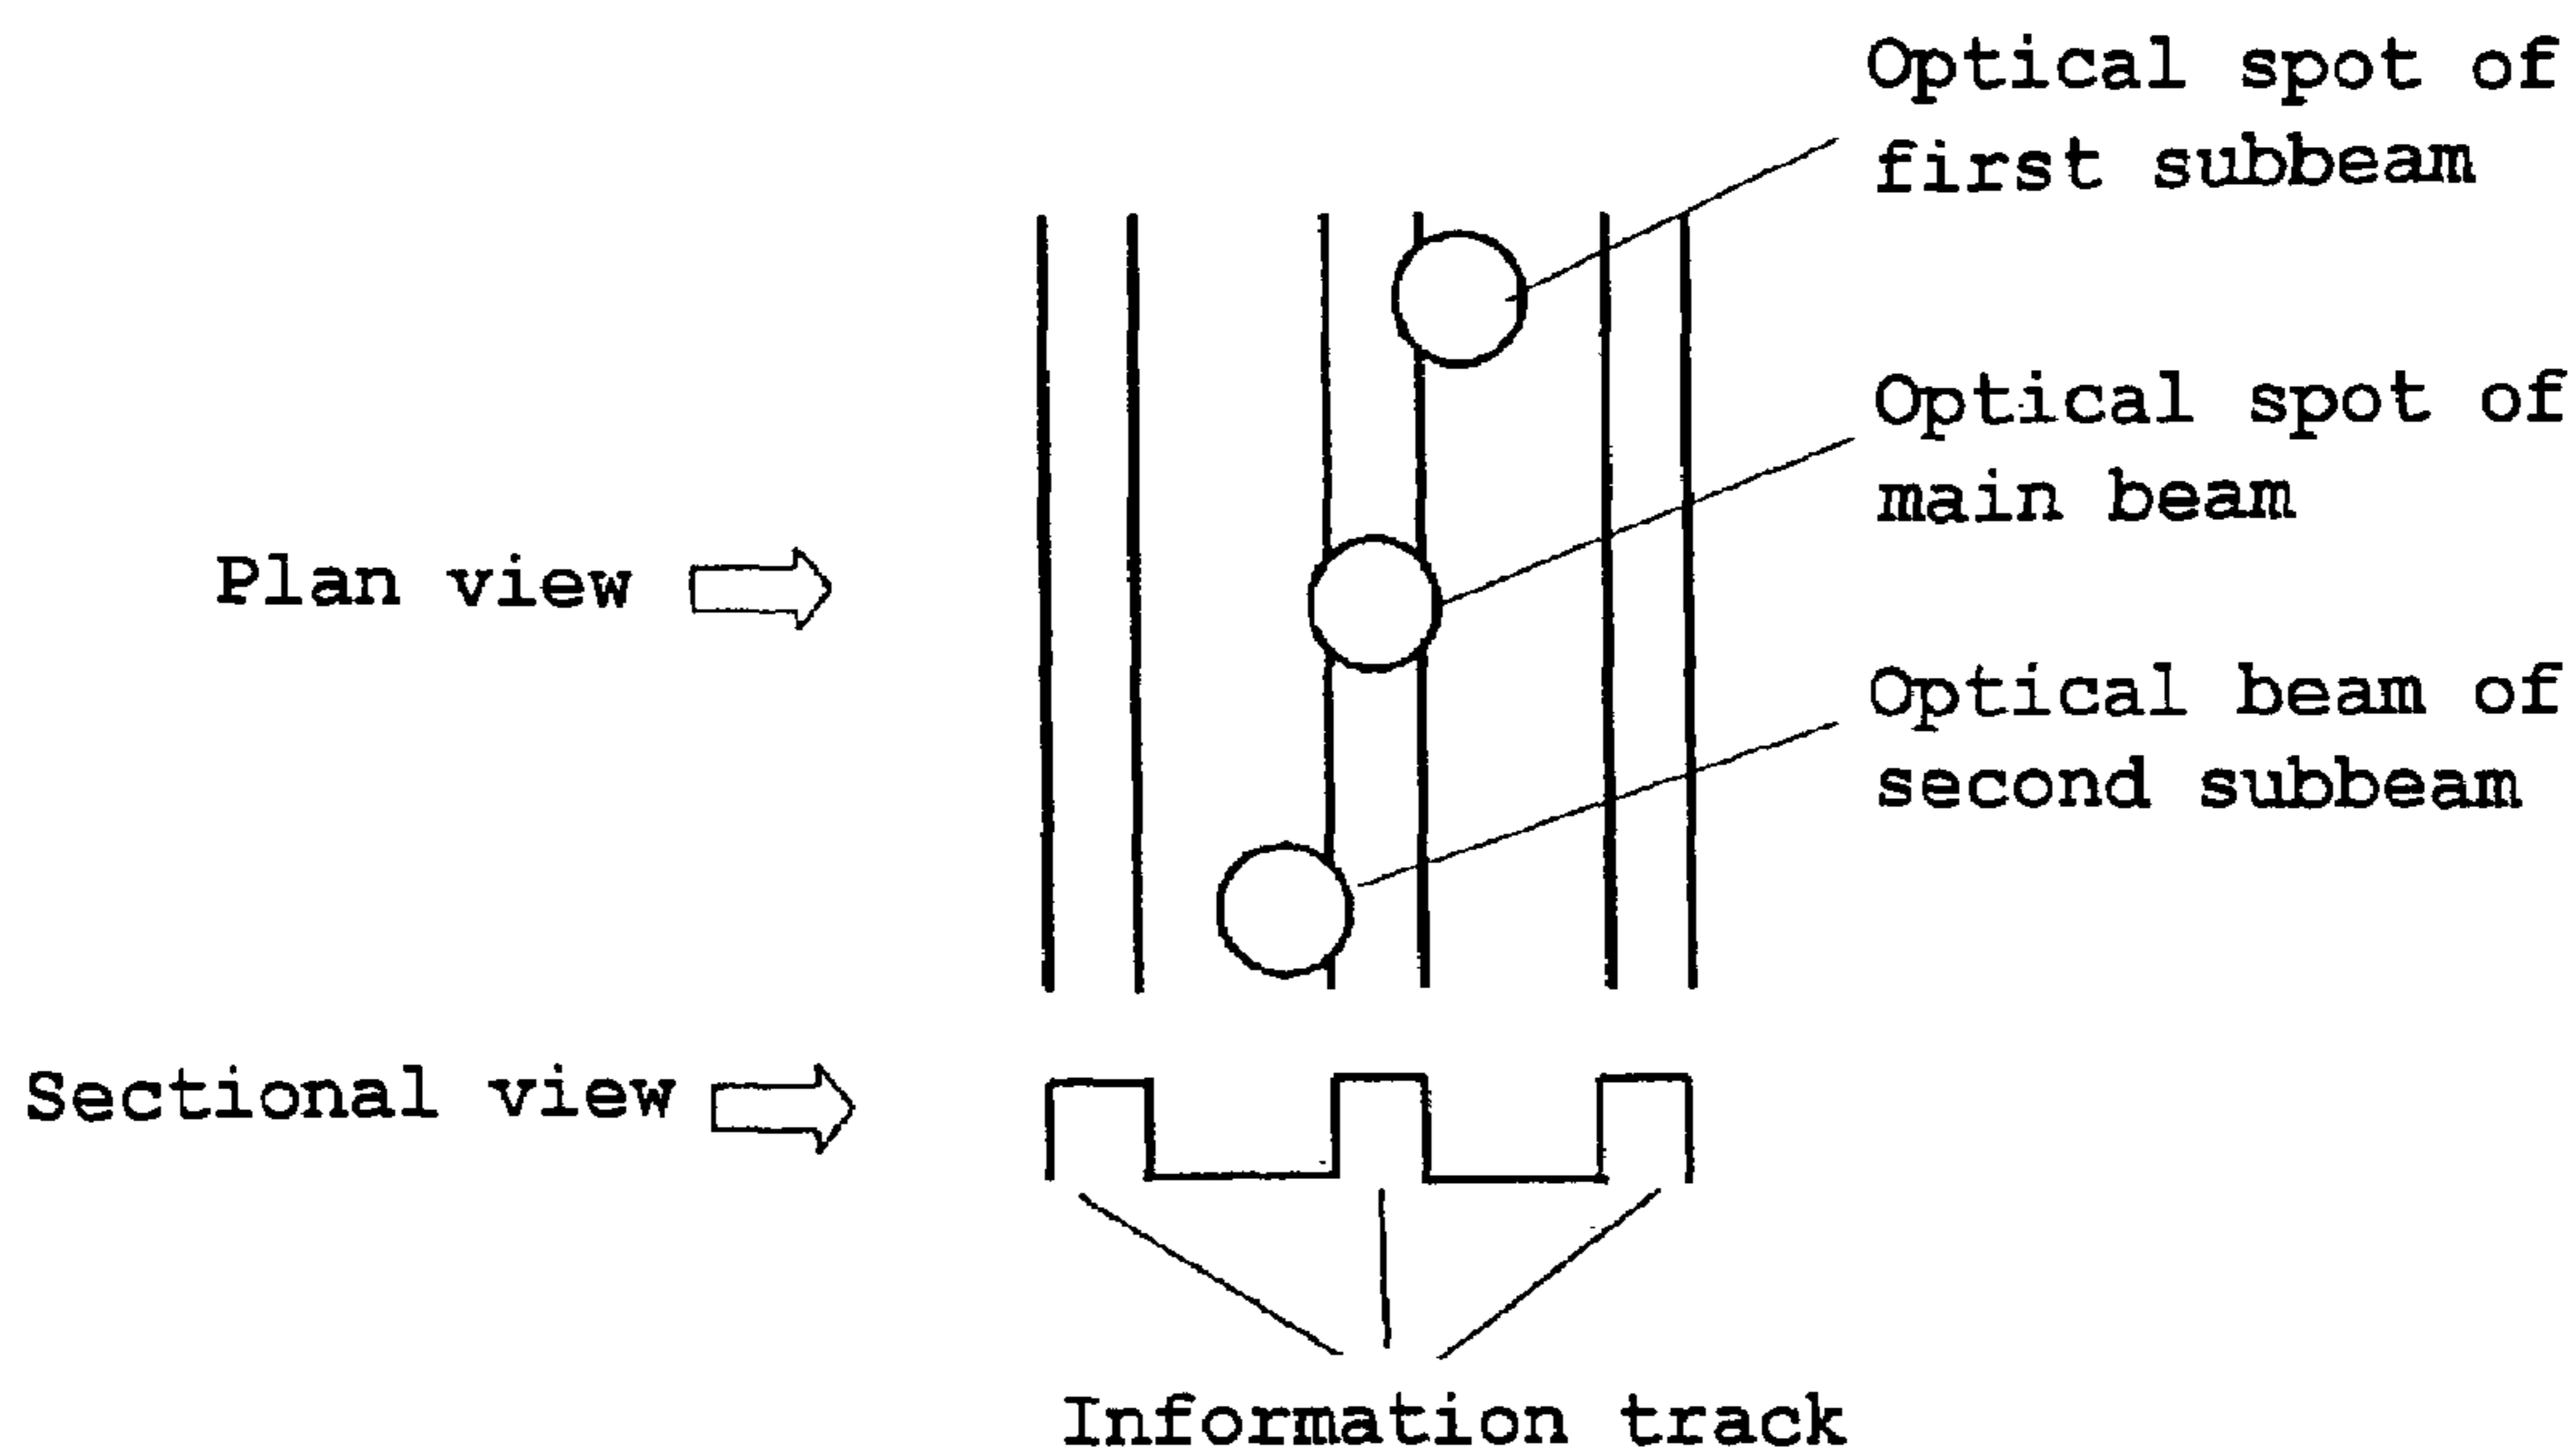 Optical spot of
first subbeam
Optical spot of
main beam
Plan view
Optical beam of
second subbeam
Sectional view
Information track